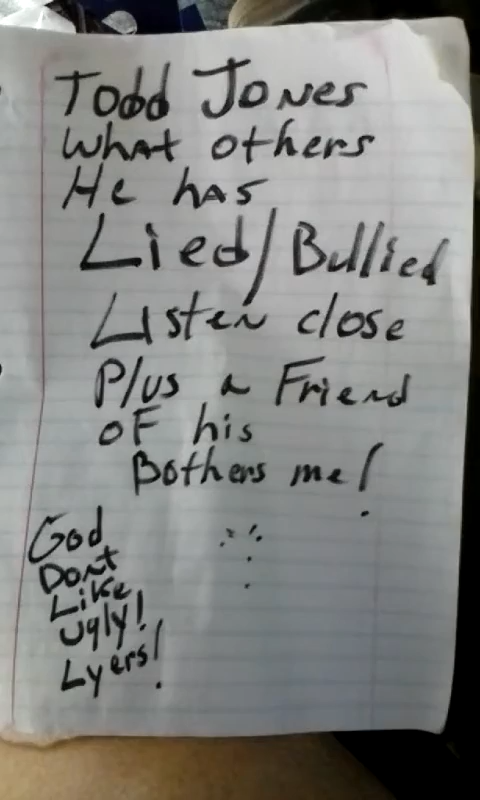 Todd Jones
What others
He has
Lied/Bullied
Listen close
Plus a Friend
OF his
Bothers me!
God
Dont
Like
Ugly!
Lyers!